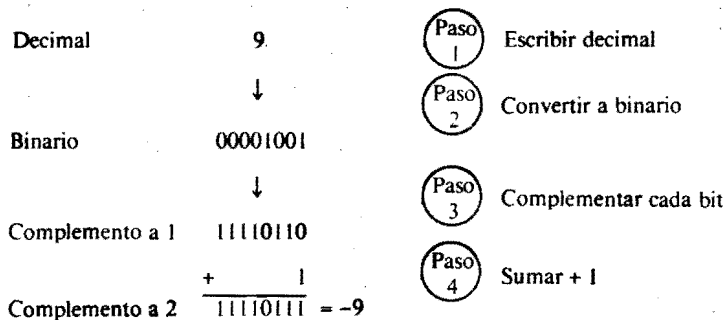 Decimal 9 Paso 1 Escribir decimal
↓
Paso 2 Convertir a binario
Binario 00001001
↓
Complemento a 1 11110110 Paso 3 Complementar cada bit
+ 1 Paso 4 Sumar + 1
Complemento a 2 11110111 = -9